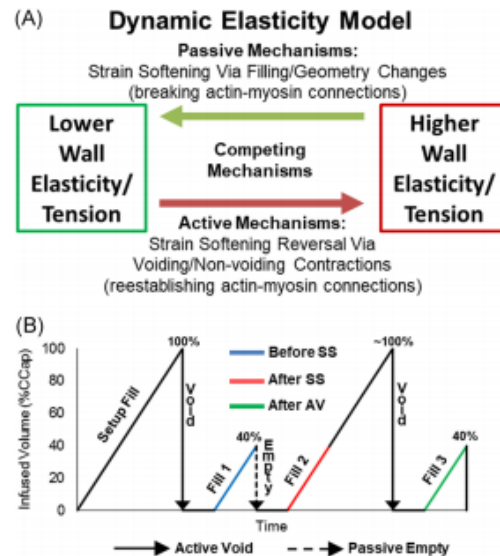 (A)
Dynamic Elasticity Model
Passive Mechanisms:
Strain Softening Via Filling/Geometry Changes
(breaking actin-myosin connections)
Lower
Wall
Elasticity/
Tension
Competing
Mechanisms
Higher
Wall
Elasticity/
Tension
Active Mechanisms:
Strain Softening Reversal Via
Voiding/Non-voiding Contractions
(reestablishing actin-myosin connections)
(B)
Infused Volume (%CCap)
100
80
60
40
20
0
100%
~100%
Setup Fill
Void
Before SS
After SS
After AV
40%
Fill 1
Empty
Fill 2
Void
Fill 3
40%
Time
Active Void
Passive Empty